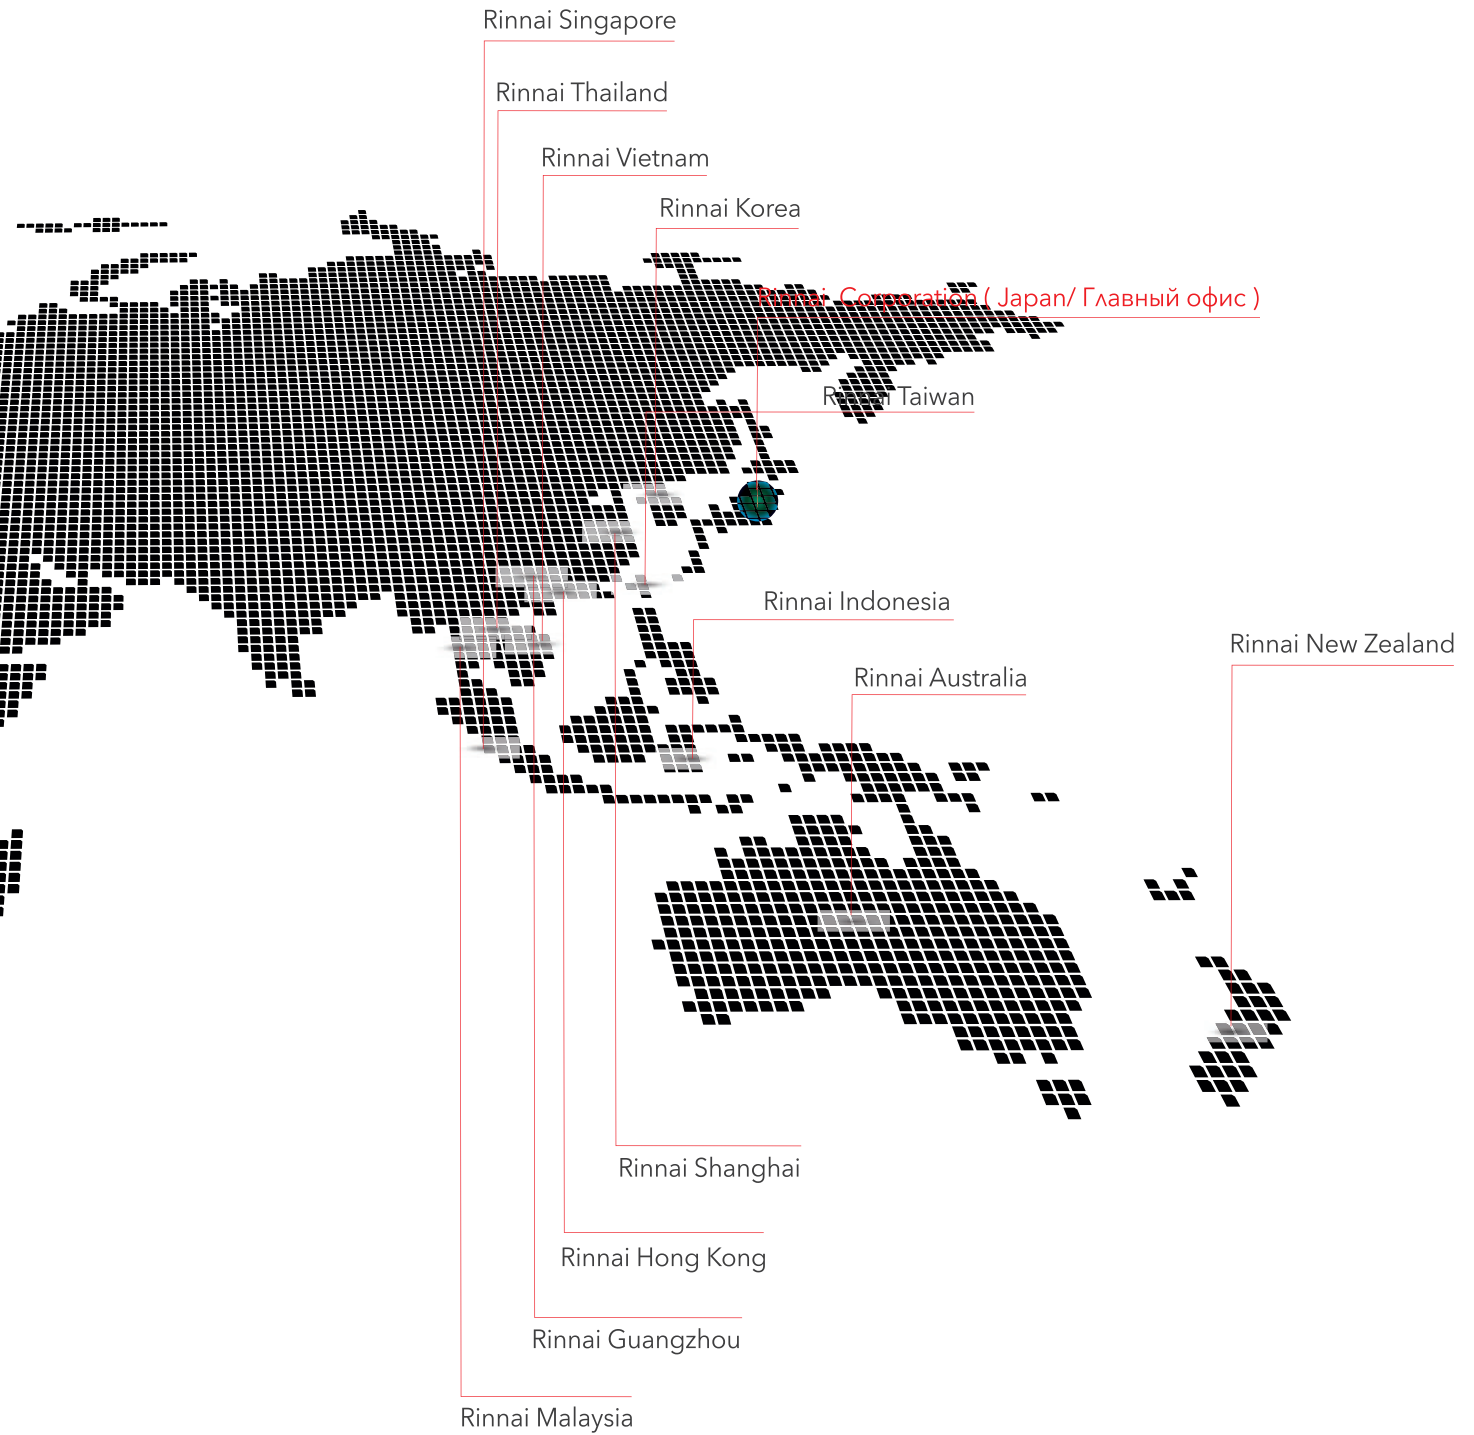 Rinnai Singapore
Rinnai Thailand
Rinnai Vietnam
Rinnai Korea
Rinnai Corporation ( Japan/ Главный офис )
Rinnai Taiwan
Rinnai Indonesia
Rinnai New Zealand
Rinnai Australia
Rinnai Shanghai
Rinnai Hong Kong
Rinnai Guangzhou
Rinnai Malaysia